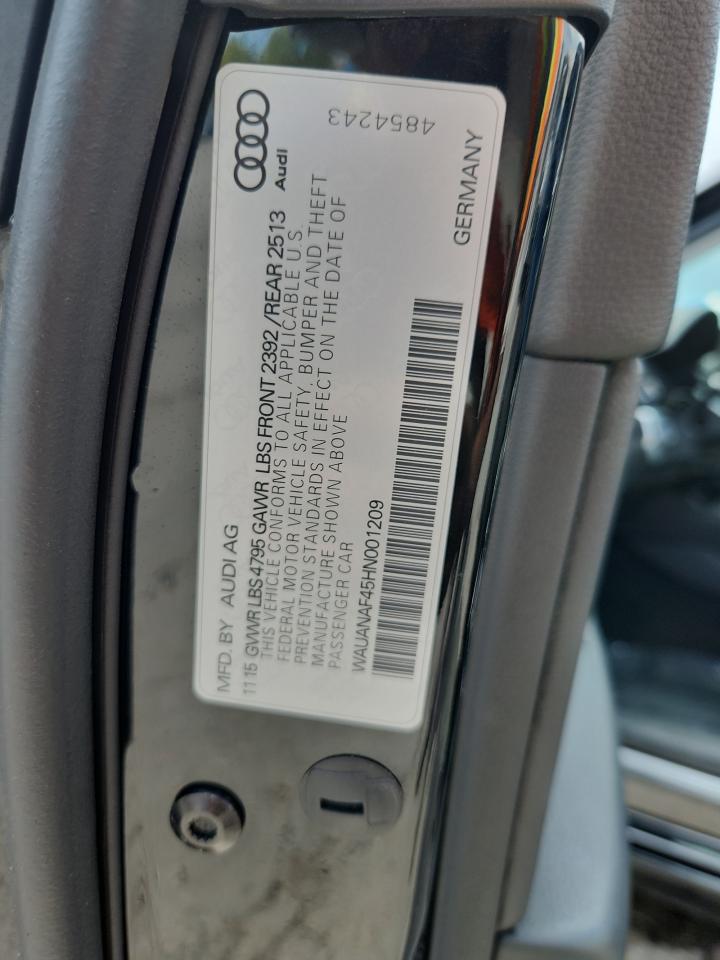 Audi
4854243
MFD. BY AUDI AG
11 15 GVWR LBS 4795 GAWR LBS FRONT 2392 /REAR 2513
THIS VEHICLE CONFORMS TO ALL APPLICABLE U.S.
FEDERAL MOTOR VEHICLE SAFETY, BUMPER AND THEFT
PREVENTION STANDARDS IN EFFECT ON THE DATE OF
MANUFACTURE SHOWN ABOVE
PASSENGER CAR
WAUANAF45HN001209
GERMANY